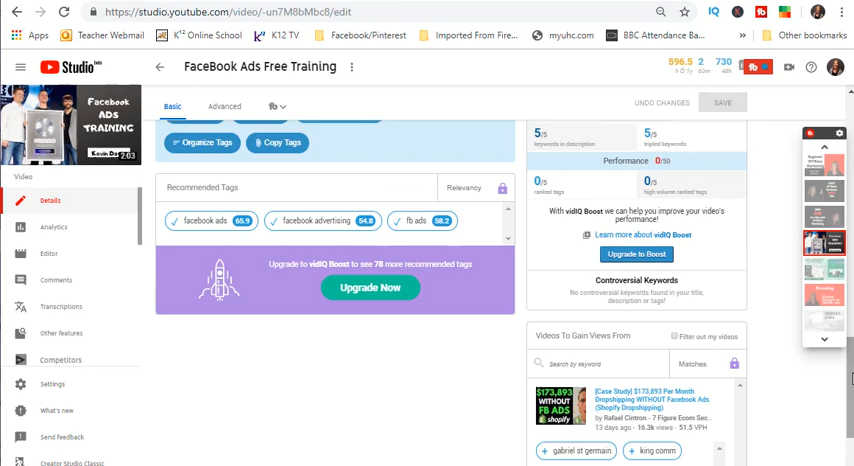 https://studio.youtube.com/video/-un7M8bMbc8/edit
Apps
Teacher Webmail
K12 Online School
K12 TV
Facebook/Pinterest
Imported From Fire...
myuhc.com
BBC Attendance Ba...
»
Other bookmarks
Studio
FaceBook Ads Free Training
596.5
2
730
60m
48h
Basic
Advanced
UNDO CHANGES
SAVE
FaceBook
ADS
TRAINING
2:03
Video
Details
Analytics
Editor
Comments
Transcriptions
Other features
Competitors
Settings
What's new
Send feedback
Creator Studio Classic
Organize Tags
Copy Tags
Recommended Tags
Relevancy
facebook ads 65.9
facebook advertising 54.8
fb ads 58.2
Upgrade to vidIQ Boost to see 78 more recommended tags
Upgrade Now
5/5
keywords in description
5/5
tripled keywords
Performance 0/50
0/5
ranked tags
0/5
high volume ranked tags
With vidIQ Boost we can help you improve your video's
performance!
Learn more about vidIQ Boost
Upgrade to Boost
Controversial Keywords
No controversial keywords found in your title,
description or tags!
Videos To Gain Views From
Filter out my videos
Search by keyword
Matches
$173,893
WITHOUT
FB ADS
shopify
[Case Study] $173,893 Per Month
Dropshipping WITHOUT Facebook Ads
(Shopify Dropshipping)
by Rafael Cintron - 7 Figure Ecom Sec...
13 days ago - 16.3k views - 51.5 VPH
+ gabriel st germain
+ king comm